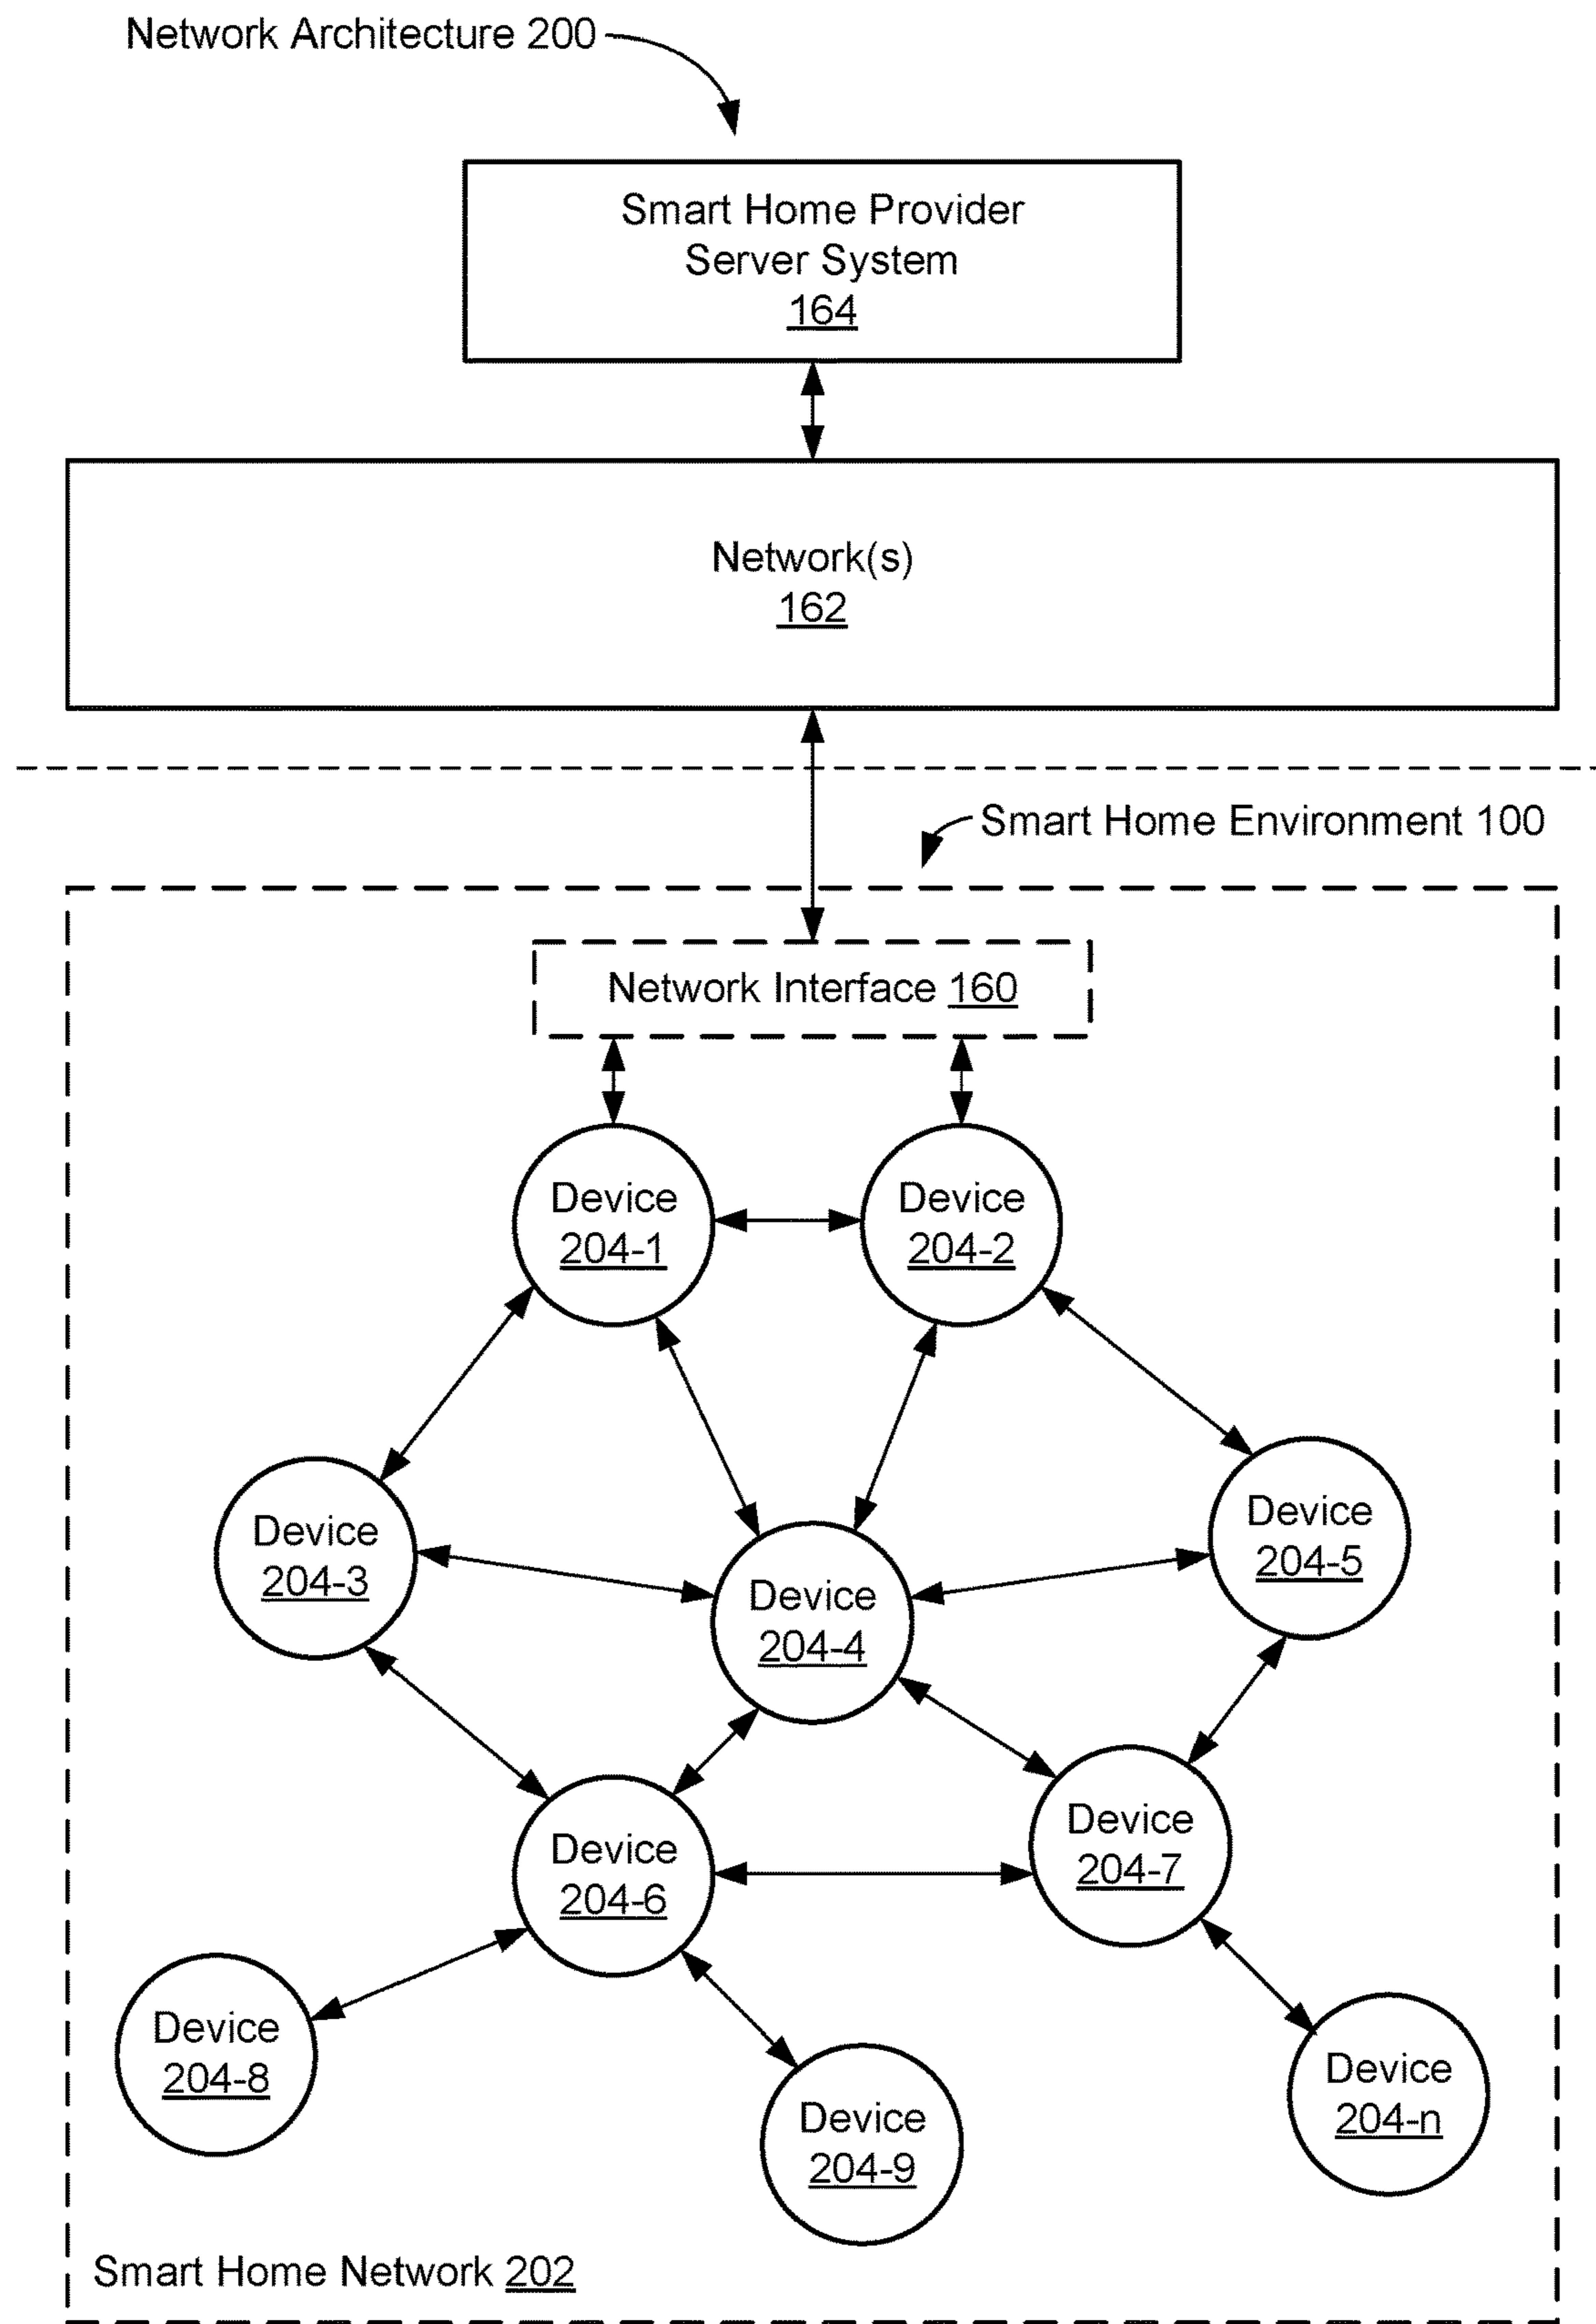 Network Architecture 200
Smart Home Provider
Server System
164
Network(s)
162
Smart Home Environment 100
Network Interface 160
Device
204-1
Device
204-2
Device
204-3
Device
204-4
Device
204-5
Device
204-6
Device
204-7
Device
204-8
Device
204-9
Device
204-n
Smart Home Network 202